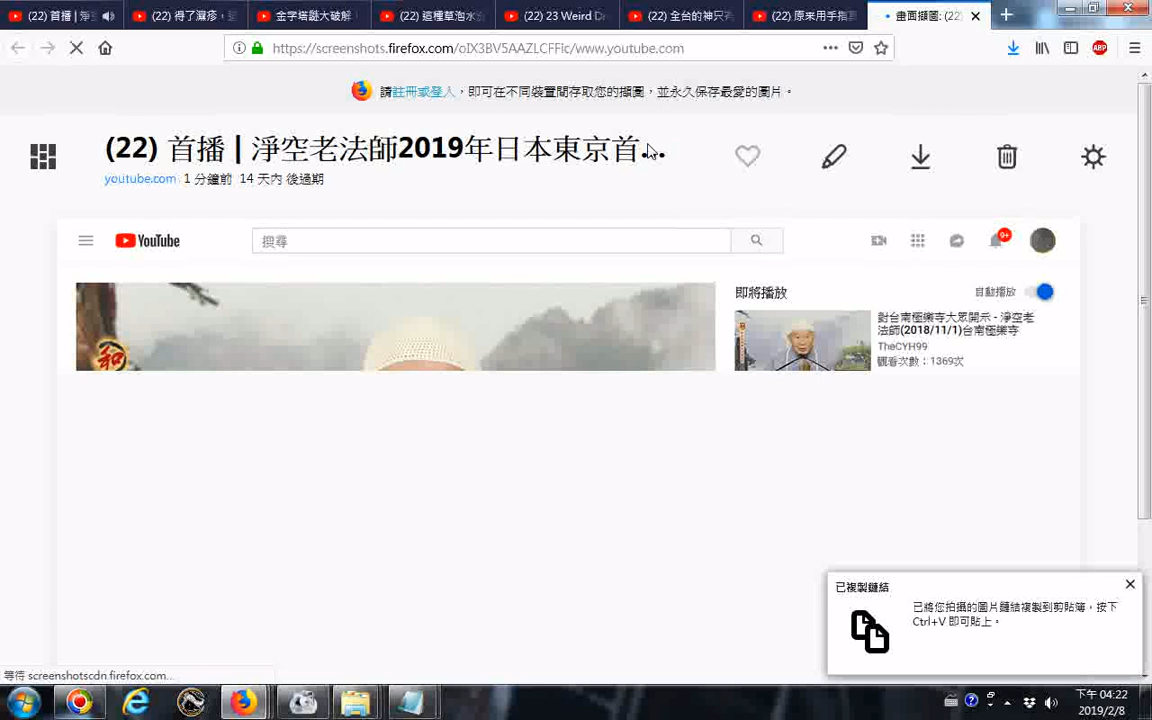 (22) 首播 | 淨
(22) 得了濕疹，
金字塔謎大破解
(22) 這種草泡水
(22) 23 Weird D
(22) 全台的神只
(22) 原來用手指
畫面擷圖: (22)
https://screenshots.firefox.com/oIX3BV5AAZLCFFic/www.youtube.com
ABP
請註冊或登入，即可在不同裝置間存取您的擷圖，並永久保存最愛的圖片。
(22) 首播 | 淨空老法師2019年日本東京首...
youtube.com 1 分鐘前 14 天內 後過期
YouTube
搜尋
9+
即將播放
自動播放
和
對台南極樂寺大眾開示 - 淨空老
法師(2018/11/1)台南極樂寺
TheCYH99
觀看次數：1369次
已複製鏈結
已將您拍攝的圖片鏈結複製到剪貼簿，按下
Ctrl+V 即可貼上。
等待 screenshotscdn.firefox.com...
下午 04:22
2019/2/8